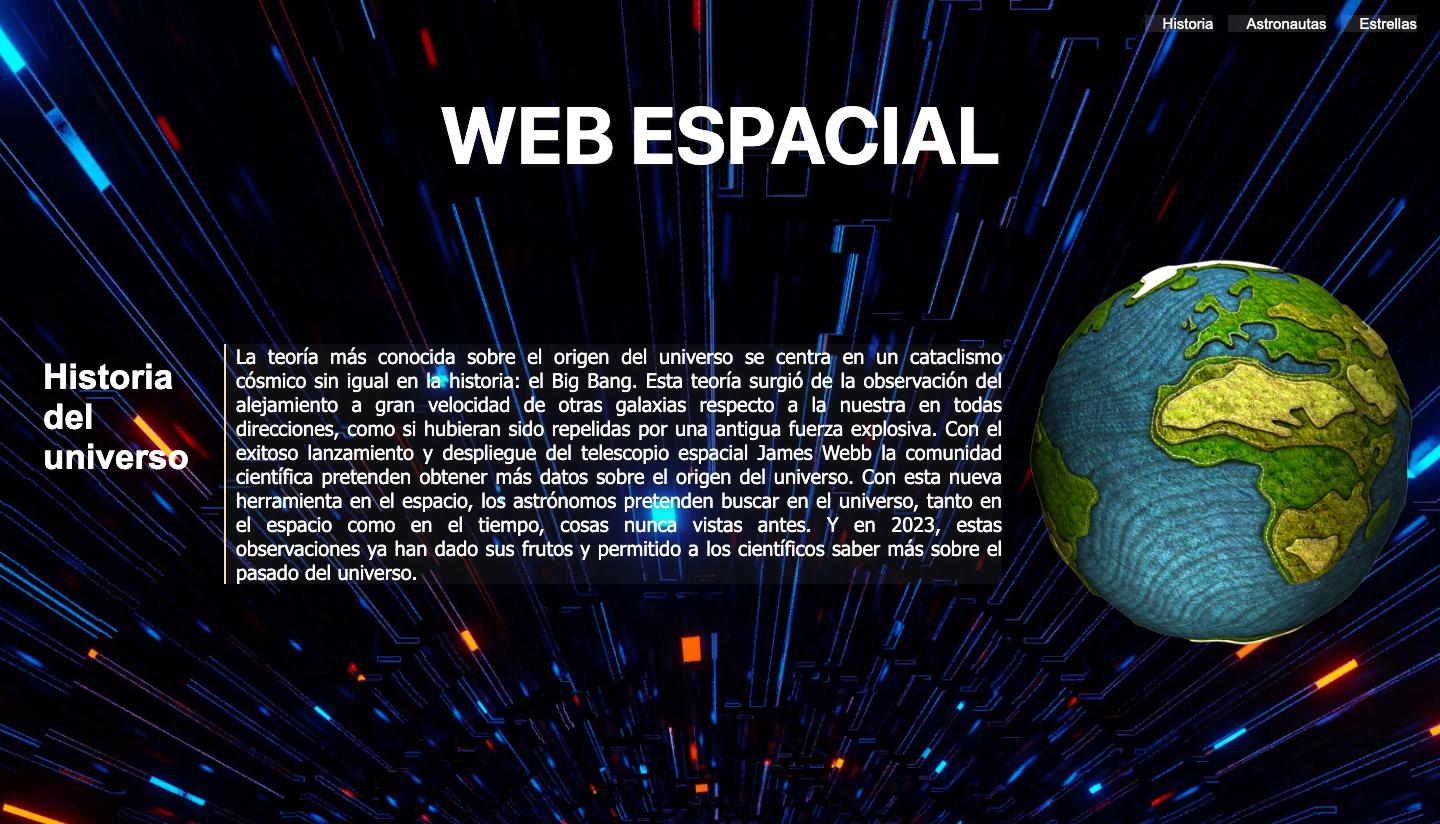 Historia
Astronautas
Estrellas
WEB ESPACIAL
Historia
del
universo
La teoría más conocida sobre el origen del universo se centra en un cataclismo
cósmico sin igual en la historia: el Big Bang. Esta teoría surgió de la observación del
alejamiento a gran velocidad de otras galaxias respecto a la nuestra en todas
direcciones, como si hubieran sido repelidas por una antigua fuerza explosiva. Con el
exitoso lanzamiento y despliegue del telescopio espacial James Webb la comunidad
científica pretenden obtener más datos sobre el origen del universo. Con esta nueva
herramienta en el espacio, los astrónomos pretenden buscar en el universo, tanto en
el espacio como en el tiempo, cosas nunca vistas antes. Y en 2023, estas
observaciones ya han dado sus frutos y permitido a los científicos saber más sobre el
pasado del universo.